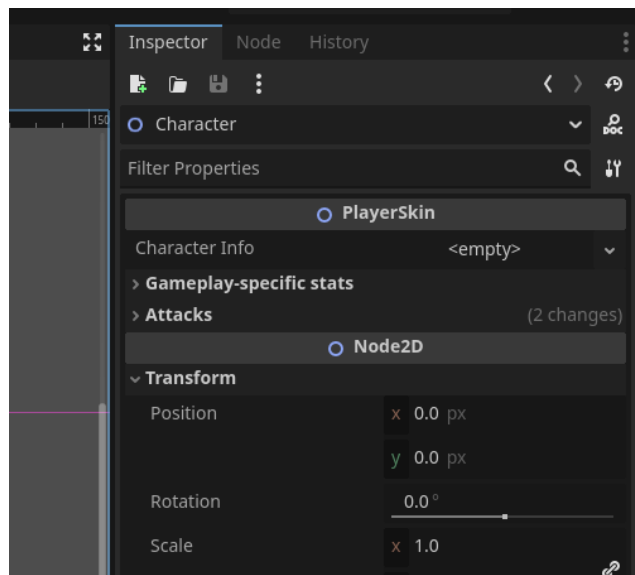 Inspector Node History
150
Character
DOC
Filter Properties
PlayerSkin
Character Info <empty>
Gameplay-specific stats
Attacks (2 changes)
Node2D
Transform
Position x 0.0 px
y 0.0 px
Rotation 0.0 °
Scale x 1.0